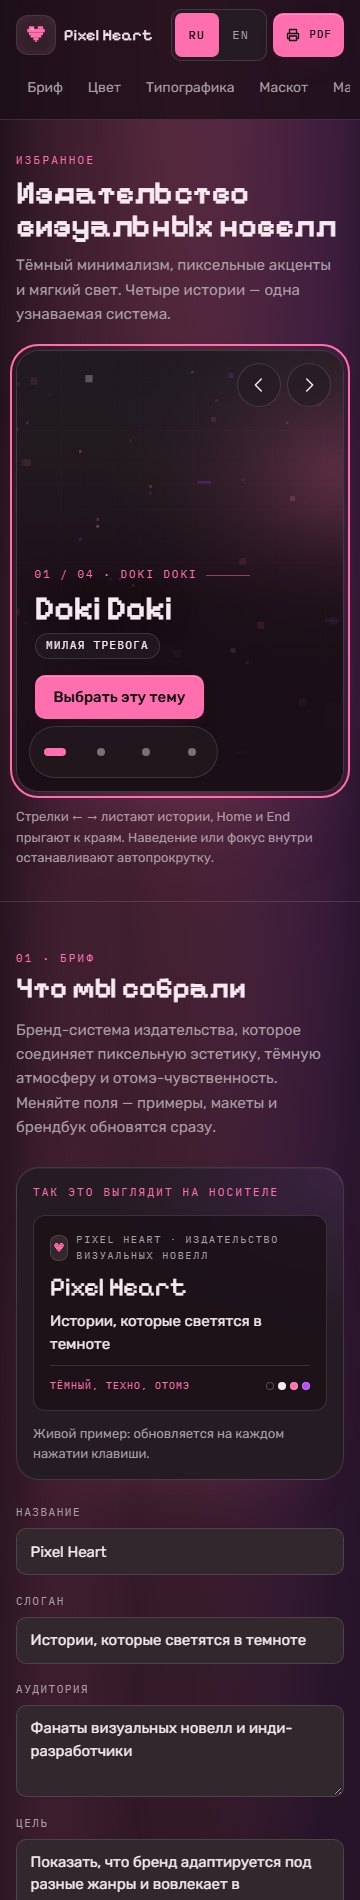 Pixel Heart
RU
EN
PDF
Бриф
Цвет
Типографика
Маскот
Ма
ИЗБРАННОЕ
Издательство
визуальных новелл
Тёмный минимализм, пиксельные акценты
и мягкий свет. Четыре истории — одна
узнаваемая система.
01 / 04 · DOKI DOKI
Doki Doki
МИЛАЯ ТРЕВОГА
Выбрать эту тему
Стрелки ← → листают истории, Home и End
прыгают к краям. Наведение или фокус внутри
останавливают автопрокрутку.
01 · БРИФ
Что мы собрали
Бренд-система издательства, которое
соединяет пиксельную эстетику, тёмную
атмосферу и отомэ-чувственность.
Меняйте поля — примеры, макеты и
брендбук обновятся сразу.
ТАК ЭТО ВЫГЛЯДИТ НА НОСИТЕЛЕ
PIXEL HEART · ИЗДАТЕЛЬСТВО
ВИЗУАЛЬНЫХ НОВЕЛЛ
Pixel Heart
Истории, которые светятся в
темноте
ТЁМНЫЙ, ТЕХНО, ОТОМЭ
Живой пример: обновляется на каждом
нажатии клавиши.
НАЗВАНИЕ
Pixel Heart
СЛОГАН
Истории, которые светятся в темноте
АУДИТОРИЯ
Фанаты визуальных новелл и инди-
разработчики
ЦЕЛЬ
Показать, что бренд адаптируется под
разные жанры и вовлекает в